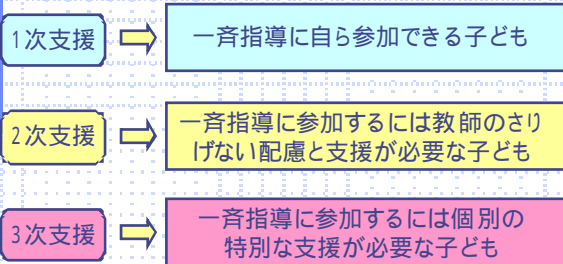 1次支援
一斉指導に自ら参加できる子ども
2次支援
一斉指導に参加するには教師のさり
げない配慮と支援が必要な子ども
3次支援
一斉指導に参加するには個別の
特別な支援が必要な子ども